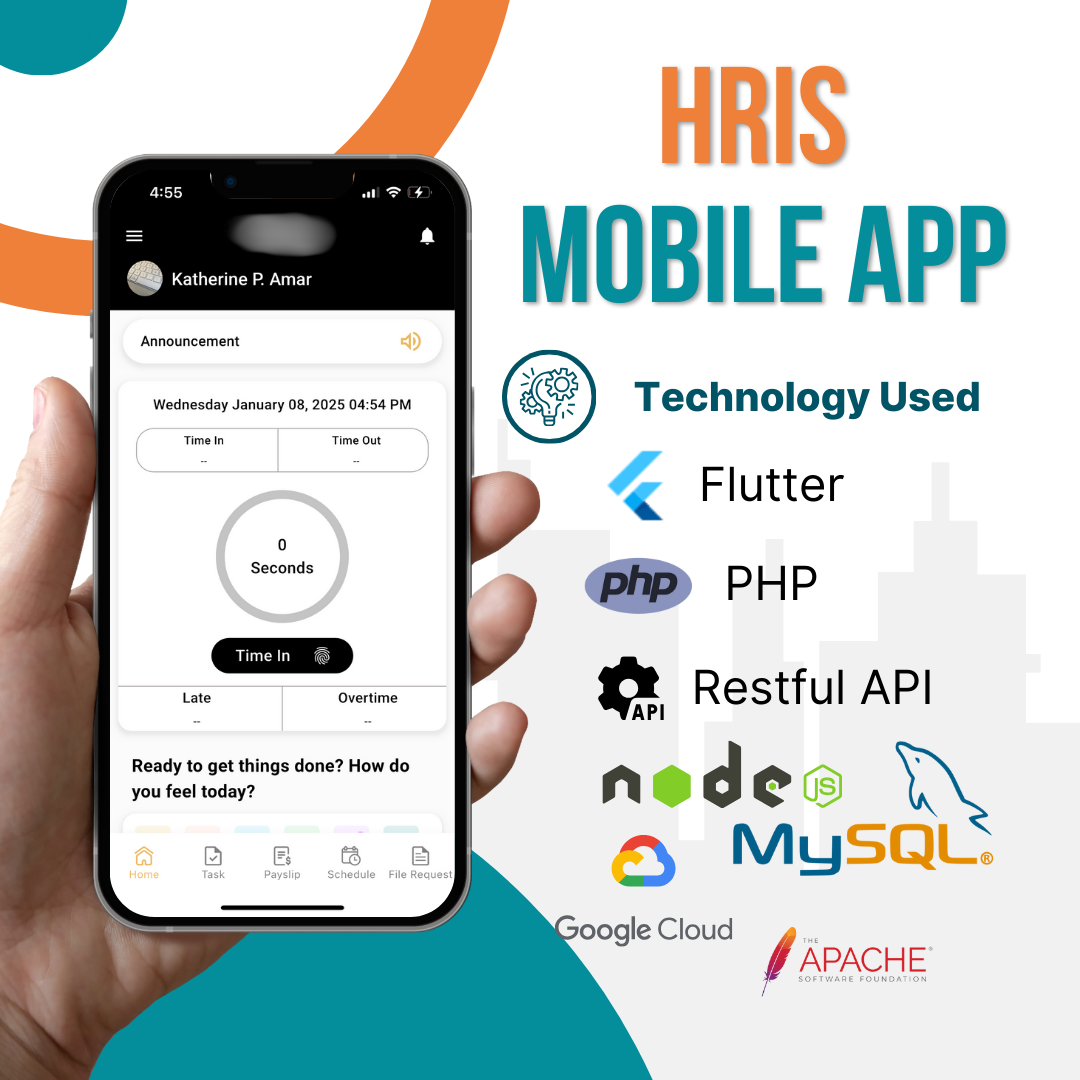 HRIS
MOBILE APP
4:55
Katherine P. Amar
Announcement
Wednesday January 08, 2025 04:54 PM
Time In
Time Out
--
--
0
Seconds
Time In
Late
Overtime
--
--
Ready to get things done? How do
you feel today?
Home
Task
Payslip
Schedule
File Request
Technology Used
Flutter
php
PHP
API
Restful API
node
JS
MySQL®
Google Cloud
THE
APACHE®
SOFTWARE FOUNDATION